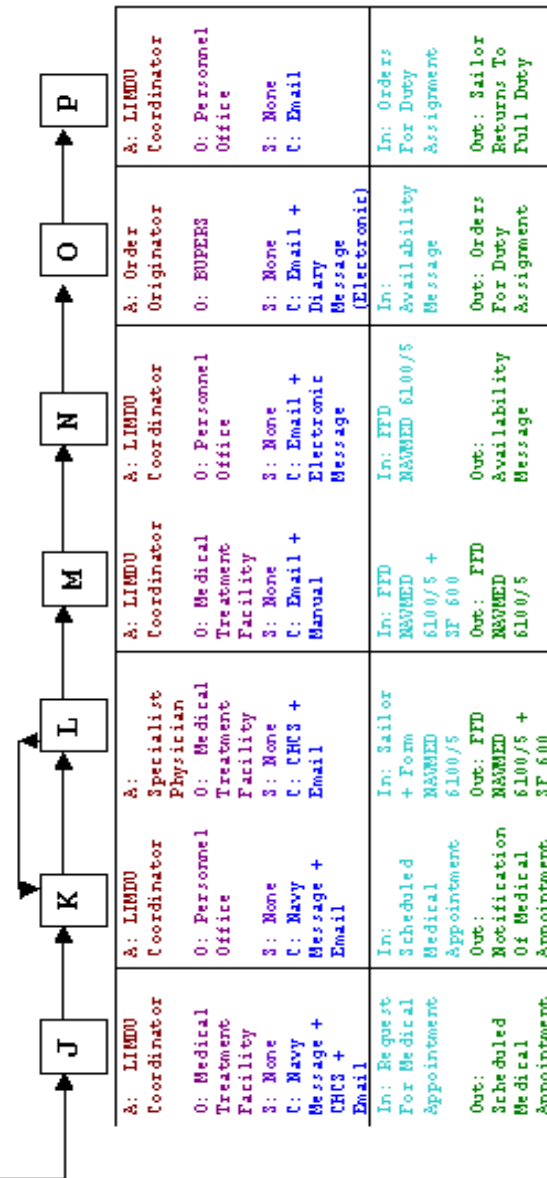 J
K
L
M
N
O
P
A: LIMDU
Coordinator
O: Medical
Treatment
Facility
S: None
C: Navy
Message +
CHCS +
Email
In: Request
For Medical
Appointment
Out:
Scheduled
Medical
Appointment
A: LIMDU
Coordinator
O: Personnel
Office
S: None
C: Navy
Message +
Email
In:
Scheduled
Medical
Appointment
Out:
Notification
Of Medical
Appointment
A:
Specialist
Physician
O: Medical
Treatment
Facility
S: None
C: CHCS +
Email
In: Sailor
+ Form
NAVMED
6100/5
Out: FFD
NAVMED
6100/5 +
SF 600
A: LIMDU
Coordinator
O: Medical
Treatment
Facility
S: None
C: Email +
Manual
In: FFD
NAVMED
6100/5 +
SF 600
Out: FFD
NAVMED
6100/5
A: LIMDU
Coordinator
O: Personnel
Office
S: None
C: Email +
Eletronic
Message
In: FFD
NAVMED 6100/5
Out:
Availability
Message
A: Order
Originator
O: BUPERS
S: None
C: Email +
Diary
Message
(Electronic)
In:
Availability
Message
Out: Orders
For Duty
Assignment
A: LIMDU
Coordinator
O: Personnel
Office
S: None
C: Email
In: Orders
For Duty
Assignment
Out: Sailor
Returns To
Full Duty